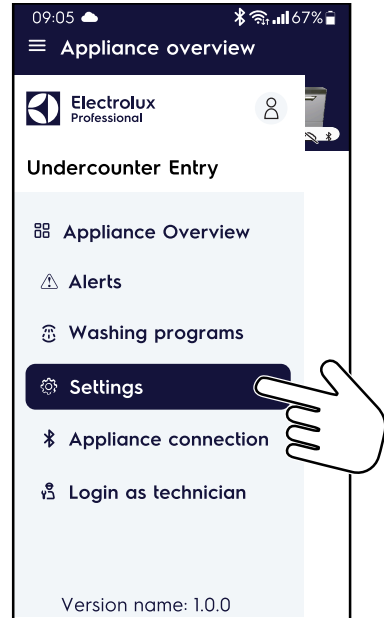 09:05 67%
Appliance overview
Electrolux
Professional
Undercounter Entry
Appliance Overview
Alerts
Washing programs
Settings
Appliance connection
Login as technician
Version name: 1.0.0